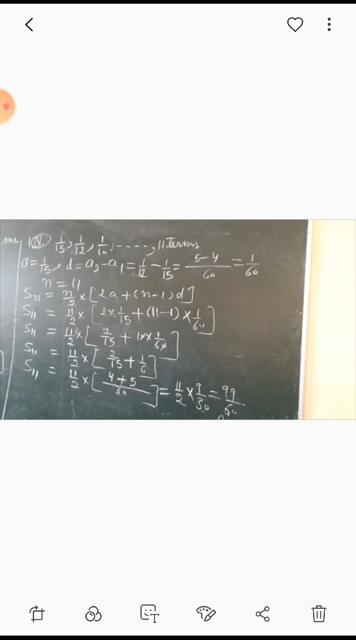 1 (IV) 1/15, 1/12, 1/10, ----, 11 terms
a = 1/15, d = a₂ - a₁ = 1/12 - 1/15 = 5-4/60 = 1/60
n = 11
Sn = n/2 × [2a + (n-1)d]
S11 = 11/2 × [2 × 1/15 + (11-1) × 1/60]
S11 = 11/2 × [2/15 + 10 × 1/60]
S11 = 11/2 × [2/15 + 1/6]
S11 = 11/2 × [4+5/30] = 11/2 × 9/30 = 99/60